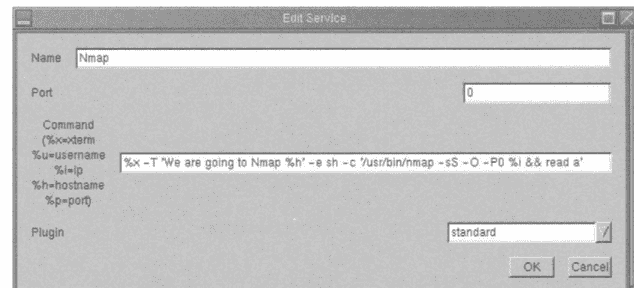 Edit Service
Name Nmap
Port 0
Command
(%x=xterm
%u=username
%i=ip
%h=hostname
%p=port)
%x -T 'We are going to Nmap %h' -e sh -c '/usr/bin/nmap -sS -O -P0 %i && read a'
Plugin standard
OK Cancel